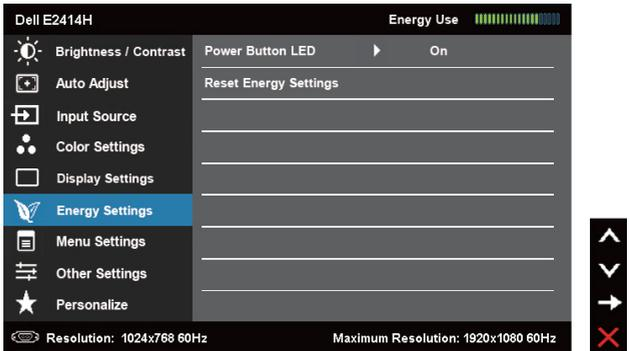 Dell E2414H Energy Use
Brightness / Contrast Power Button LED On
Auto Adjust Reset Energy Settings
Input Source
Color Settings
Display Settings
Energy Settings
Menu Settings
Other Settings
Personalize
Resolution: 1024x768 60Hz Maximum Resolution: 1920x1080 60Hz